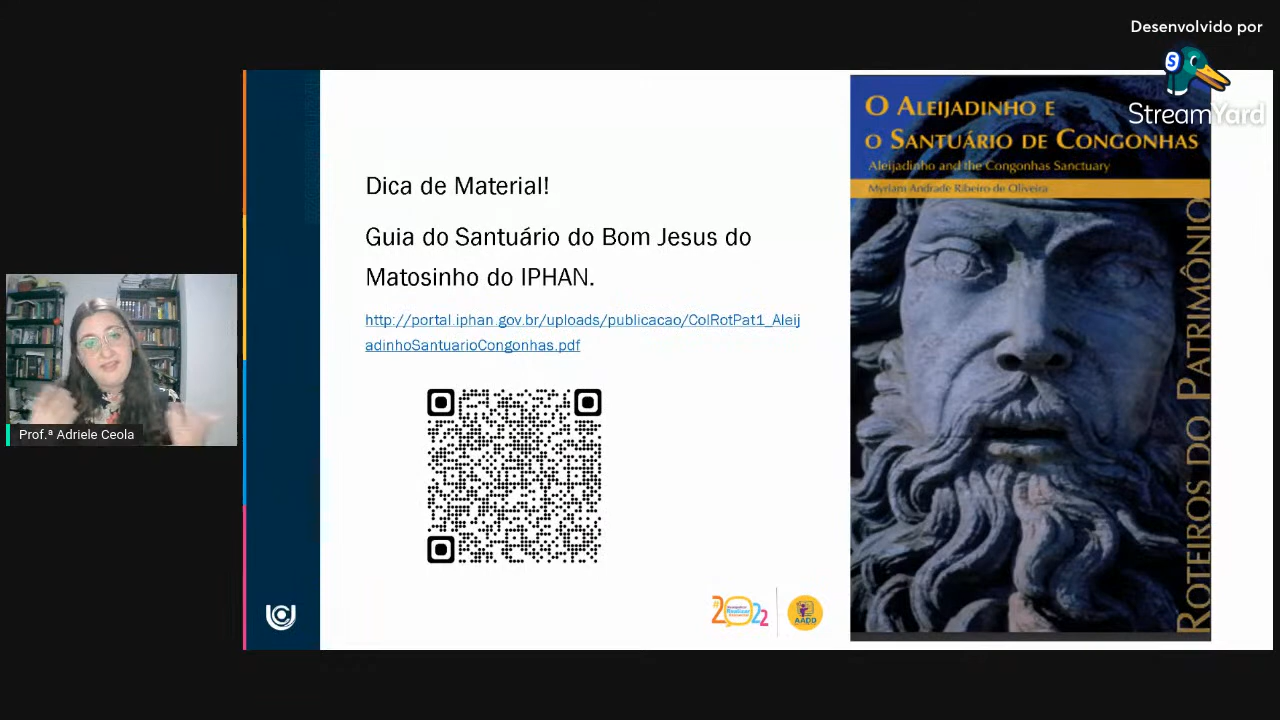 Desenvolvido por
StreamYard
Dica de Material!
Guia do Santuário do Bom Jesus do
Matosinho do IPHAN.
http://portal.iphan.gov.br/uploads/publicacao/ColRotPat1_Aleij
adinhoSantuarioCongonhas.pdf
O ALEIJADINHO E
O SANTUÁRIO DE CONGONHAS
Aleijadinho and the Congonhas Sanctuary
Myriam Andrade Ribeiro de Oliveira
ROTEIROS DO PATRIMÔNIO
Prof.ª Adriele Ceola
AADD